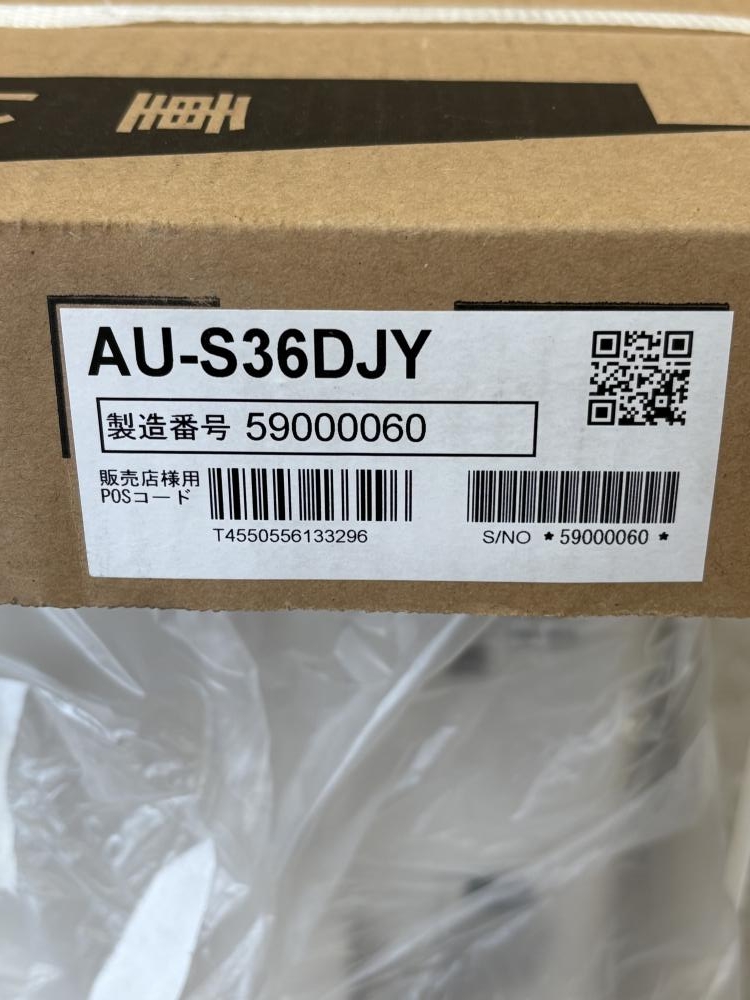 AU-S36DJY
製造番号 59000060
販売店様用
POSコード
T4550556133296
S/NO *59000060*